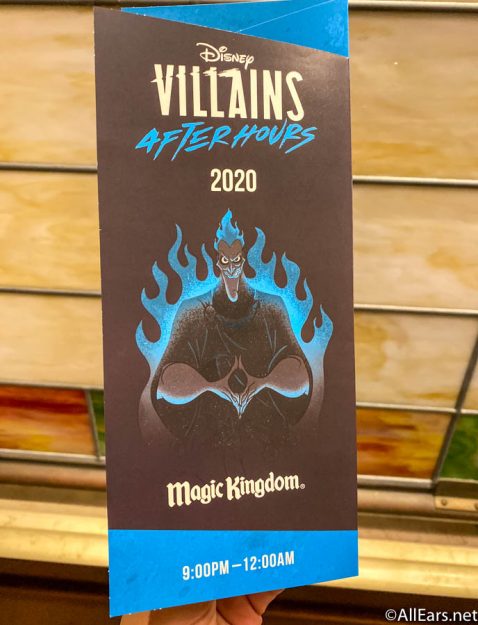 Disney
VILLAINS
AFTER HOURS
2020
Magic Kingdom®
9:00PM – 12:00AM
©AllEars.net